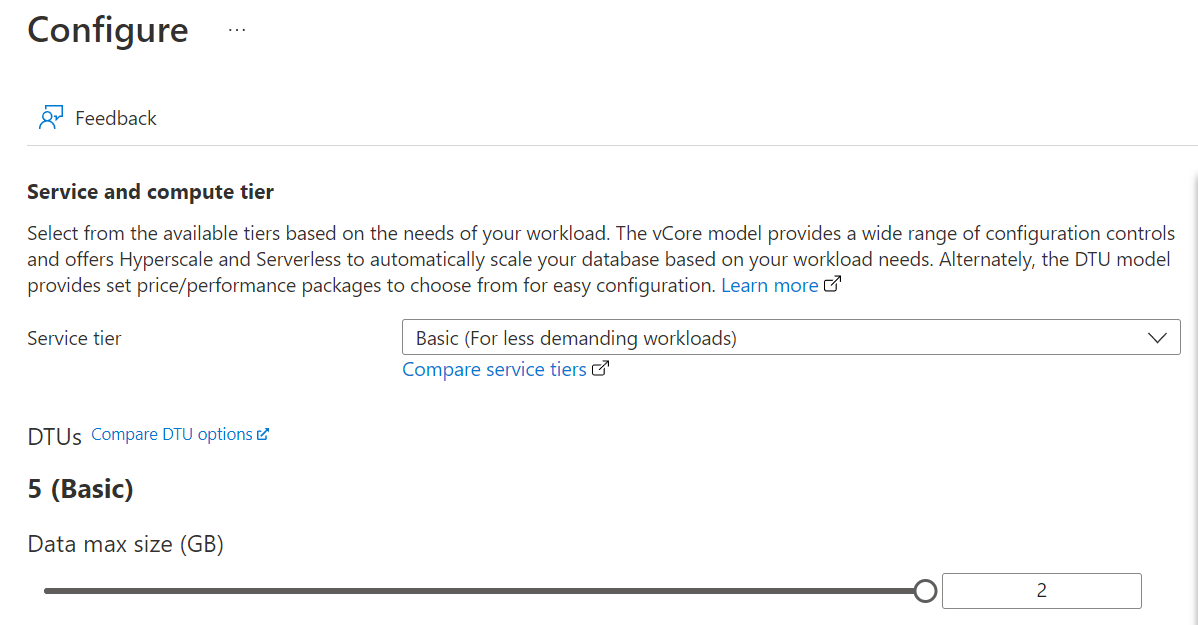 Configure ...
Feedback
Service and compute tier
Select from the available tiers based on the needs of your workload. The vCore model provides a wide range of configuration controls
and offers Hyperscale and Serverless to automatically scale your database based on your workload needs. Alternately, the DTU model
provides set price/performance packages to choose from for easy configuration. Learn more
Service tier
Basic (For less demanding workloads)
Compare service tiers
DTUs Compare DTU options
5 (Basic)
Data max size (GB)
2